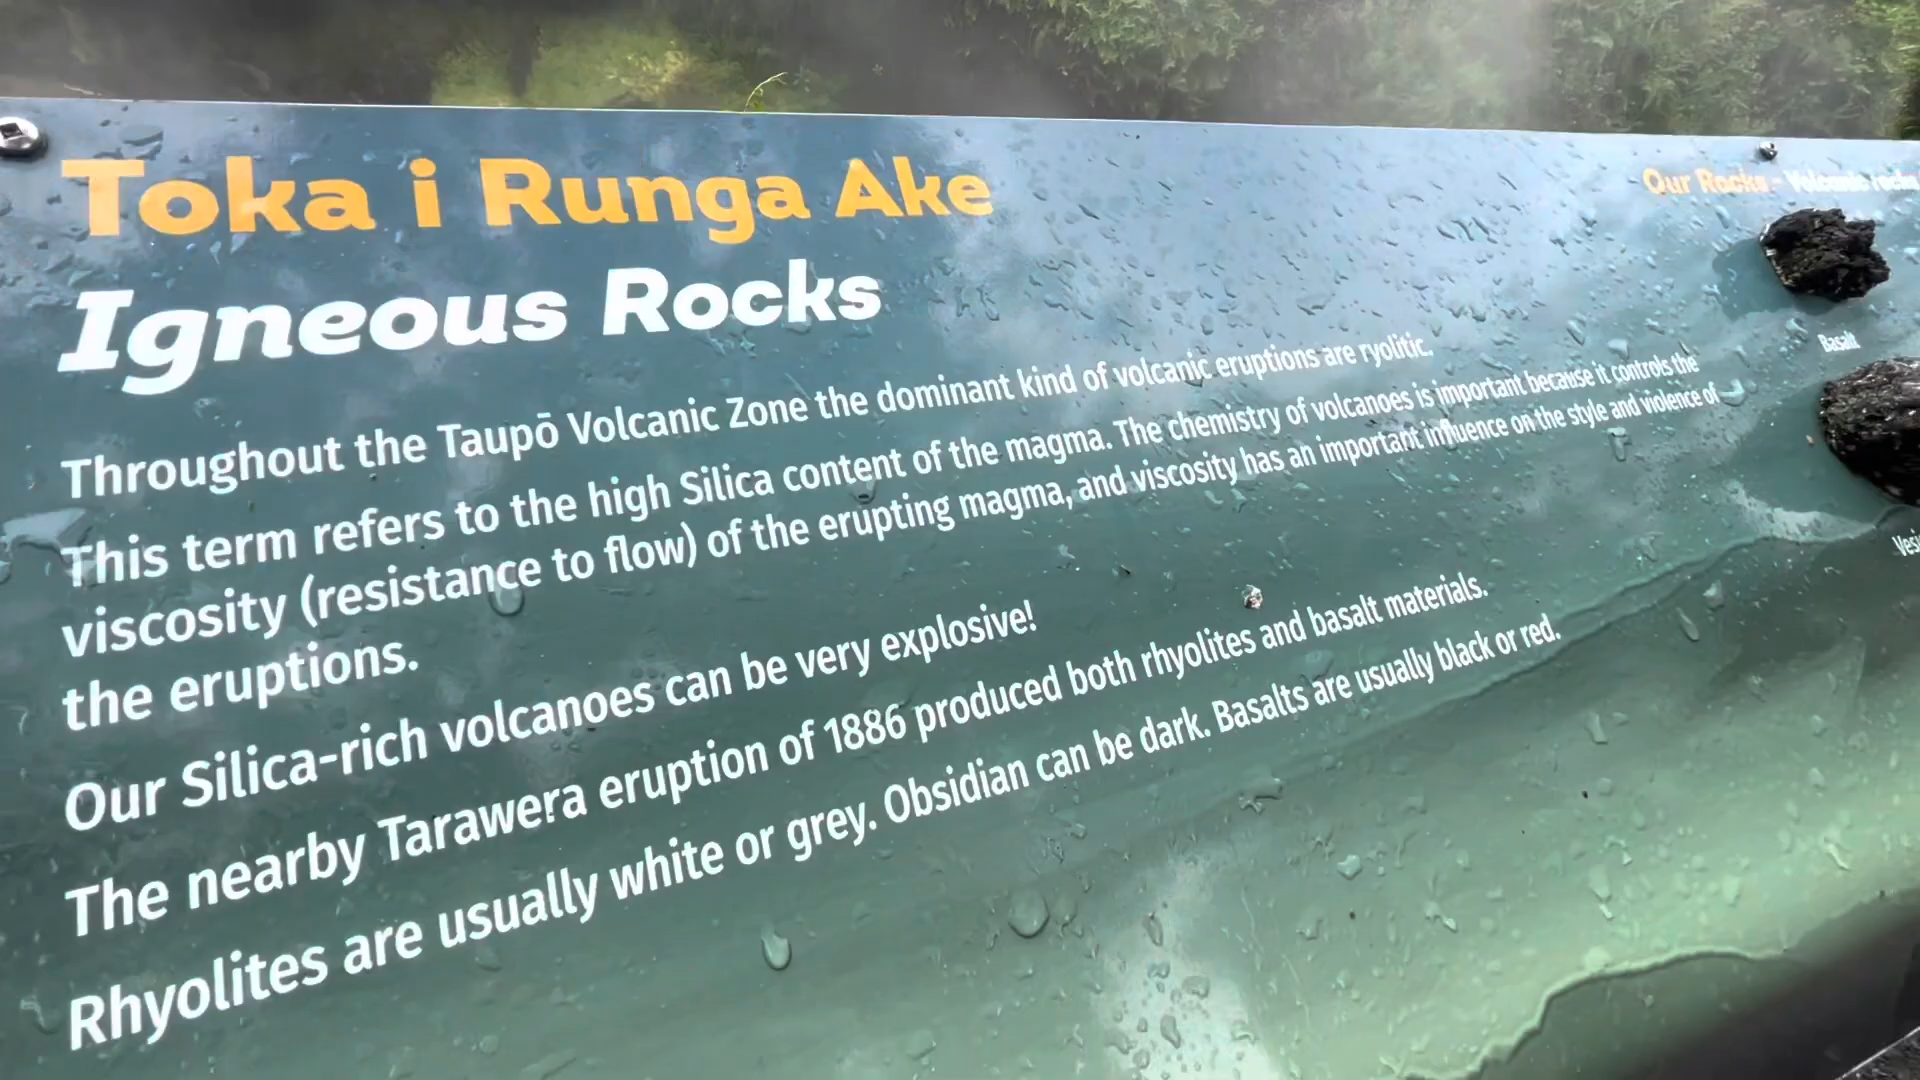 Toka i Runga Ake
Igneous Rocks
Throughout the Taupō Volcanic Zone the dominant kind of volcanic eruptions are ryolitic.
This term refers to the high Silica content of the magma. The chemistry of volcanoes is important because it controls the
viscosity (resistance to flow) of the erupting magma, and viscosity has an important influence on the style and violence of
the eruptions.
Our Silica-rich volcanoes can be very explosive!
The nearby Tarawera eruption of 1886 produced both rhyolites and basalt materials.
Rhyolites are usually white or grey. Obsidian can be dark. Basalts are usually black or red.
Our Rocks - Volcanic rocks
Basalt